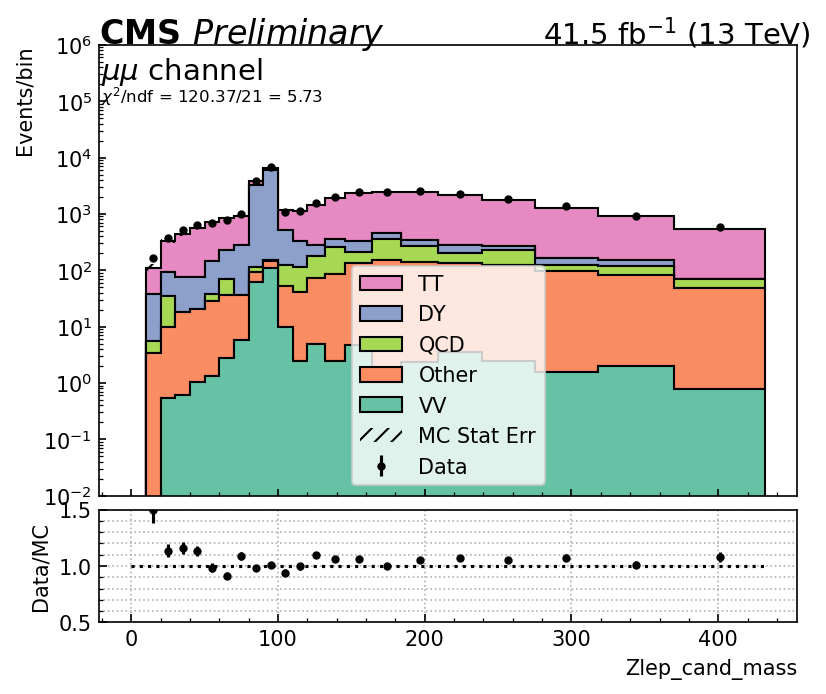 CMS Preliminary 41.5 fb⁻¹ (13 TeV)
μμ channel
χ²/ndf = 120.37/21 = 5.73
Events/bin
10⁶
10⁵
10⁴
10³
10²
10¹
10⁰
10⁻¹
10⁻²
TT
DY
QCD
Other
VV
MC Stat Err
Data
Data/MC
1.5
1.0
0.5
0 100 200 300 400
Zlep_cand_mass